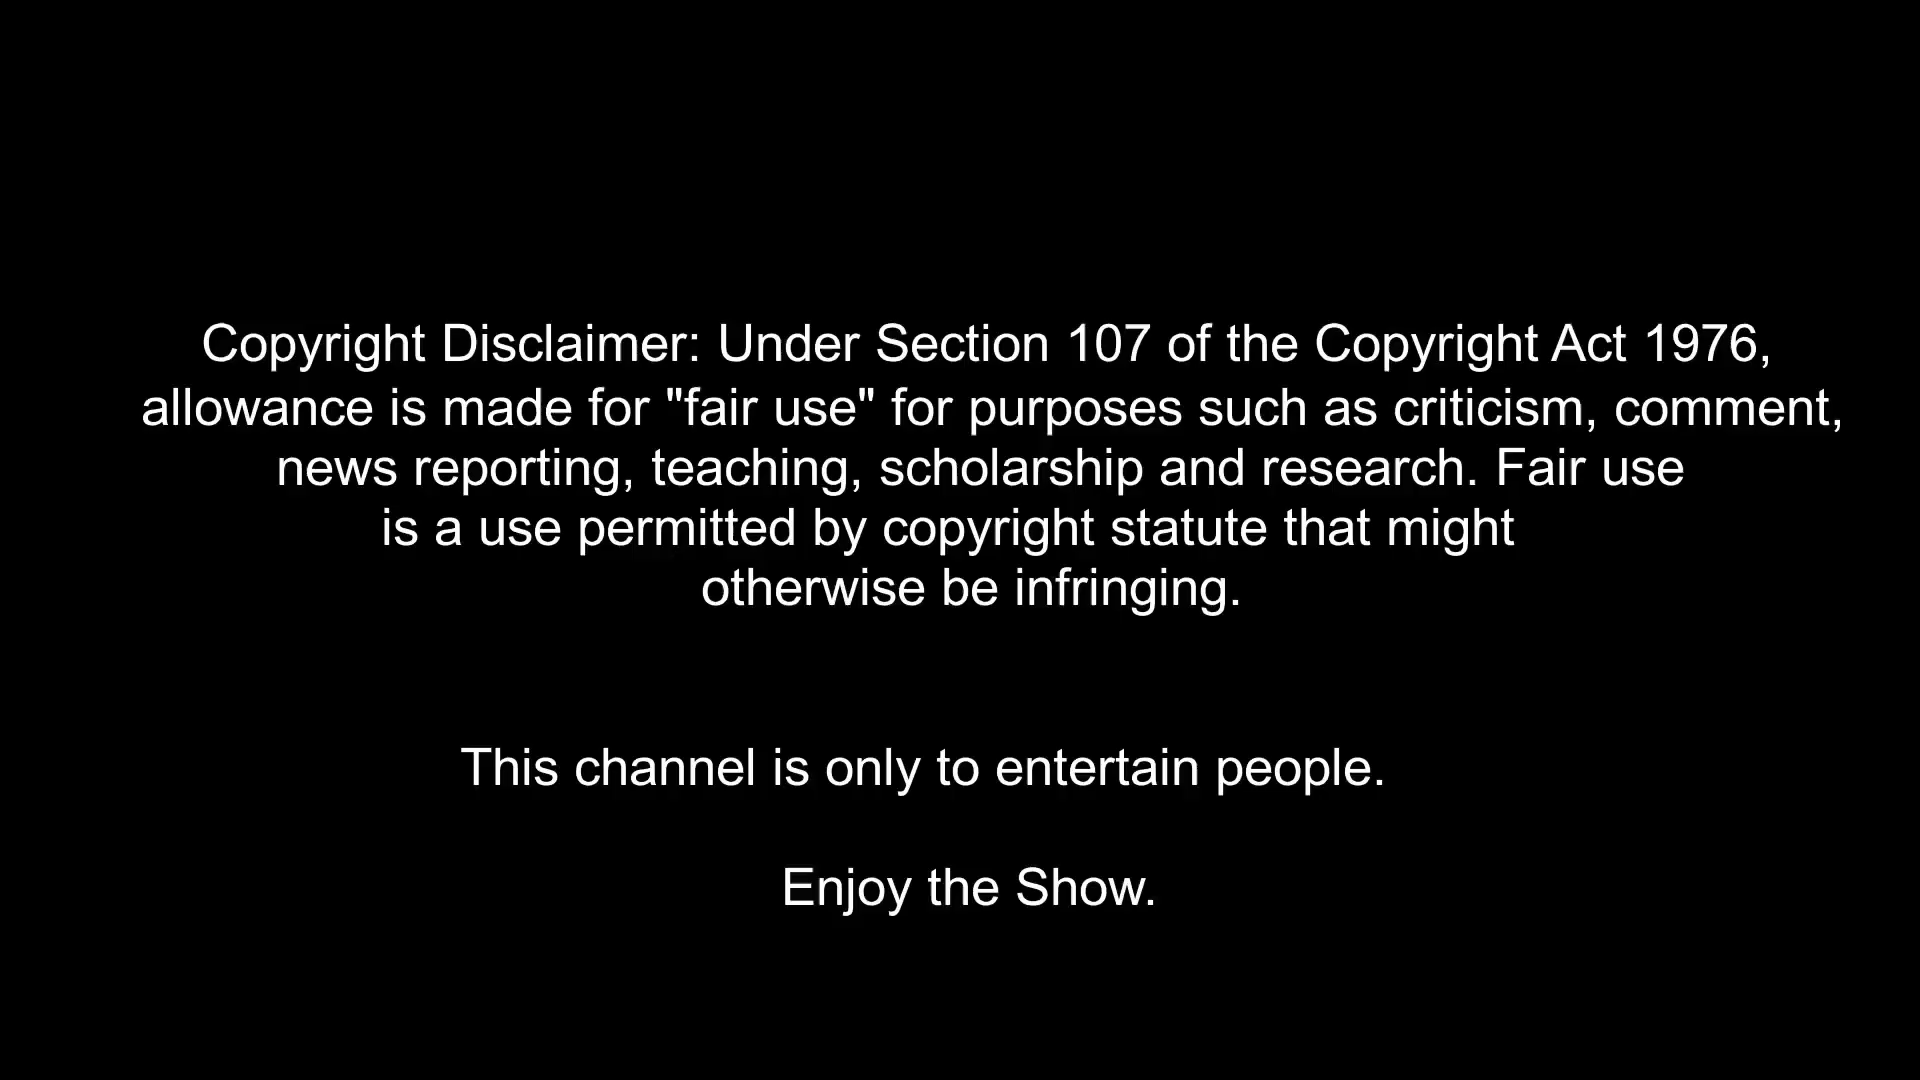 Copyright Disclaimer: Under Section 107 of the Copyright Act 1976,
allowance is made for "fair use" for purposes such as criticism, comment,
news reporting, teaching, scholarship and research. Fair use
is a use permitted by copyright statute that might
otherwise be infringing.
This channel is only to entertain people.
Enjoy the Show.